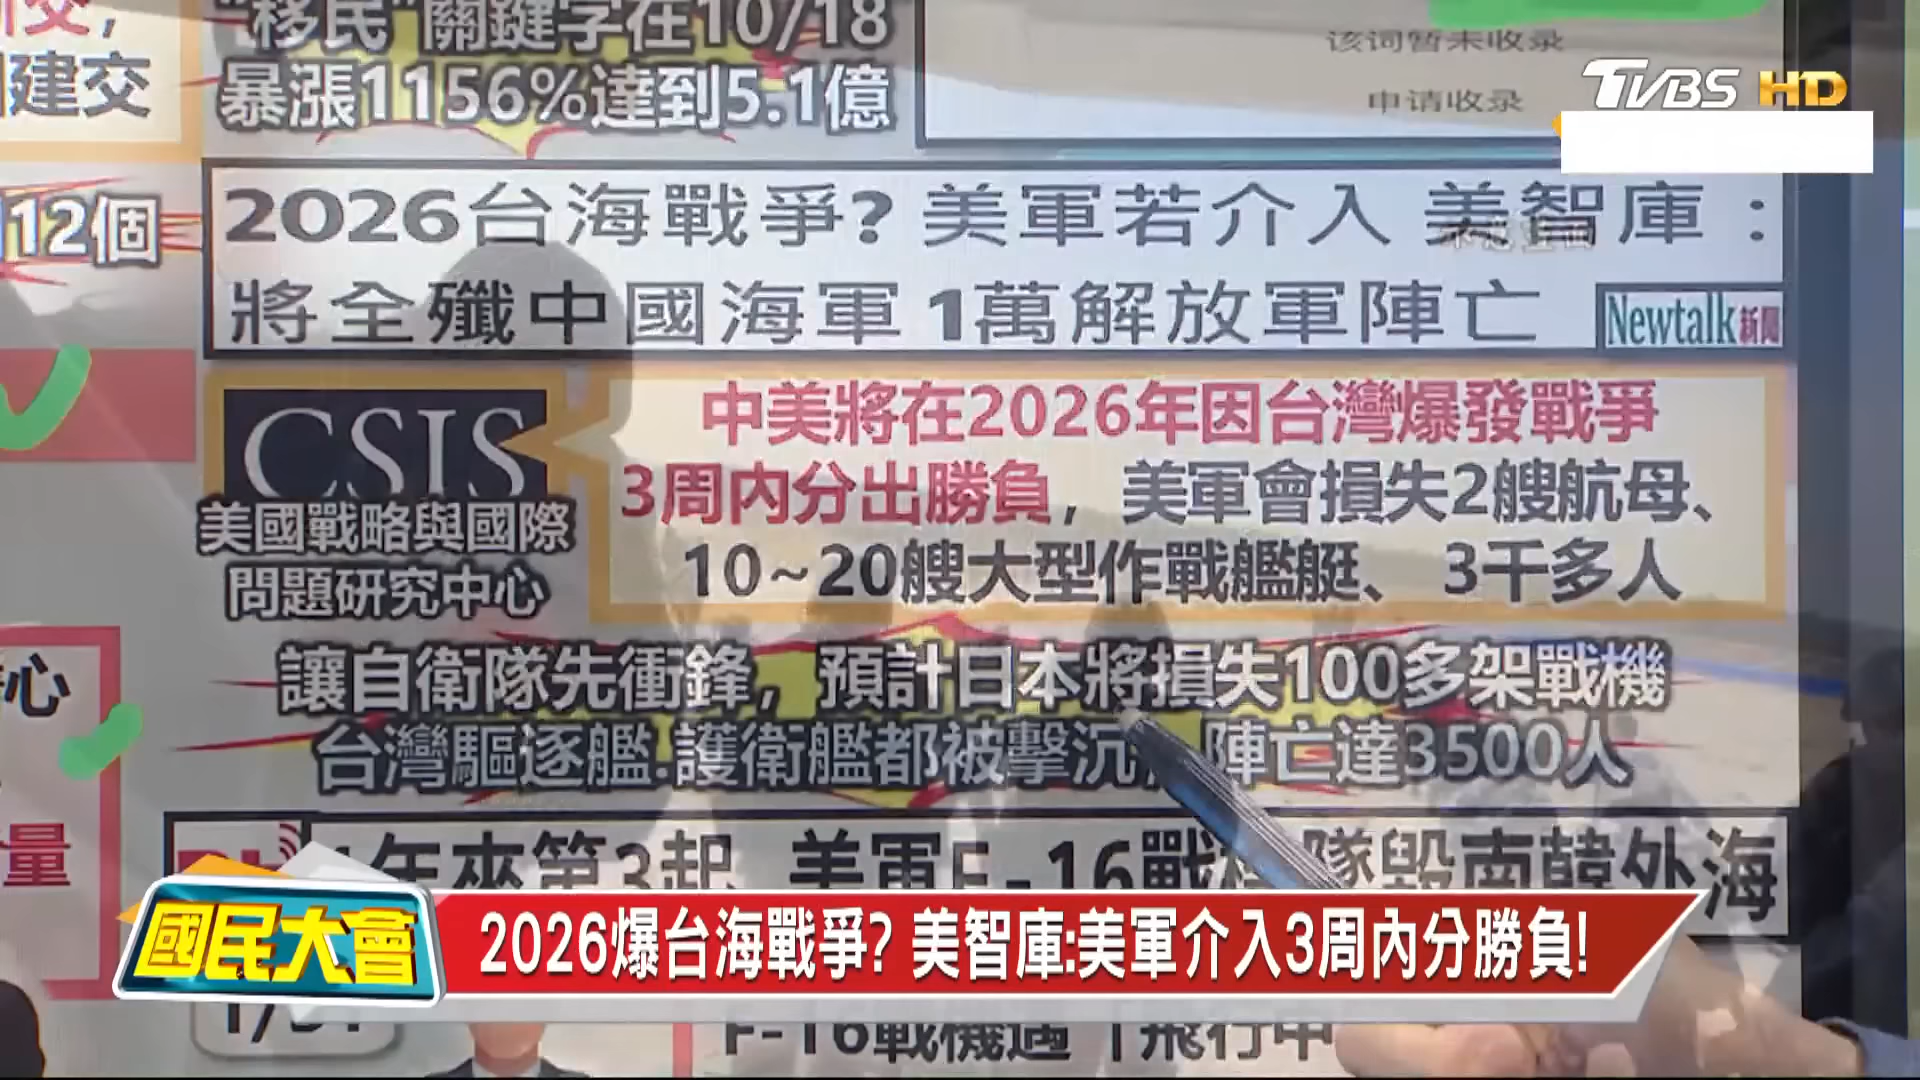 "移民"關鍵字在10/18
暴漲1156%達到5.1億
建交
12個
该词暂未收录
申请收录
TVBS HD
2026台海戰爭? 美軍若介入 美智庫：
將全殲中國海軍 1萬解放軍陣亡
Newtalk新聞
CSIS
美國戰略與國際
問題研究中心
中美將在2026年因台灣爆發戰爭
3周內分出勝負，美軍會損失2艘航母、
10~20艘大型作戰艦艇、 3千多人
讓自衛隊先衝鋒，預計日本將損失100多架戰機
台灣驅逐艦.護衛艦都被擊沉，陣亡達3500人
心
量
1年來第3起 美軍F-16戰機墜毀南韓外海
國民大會
2026爆台海戰爭? 美智庫:美軍介入3周內分勝負!
1/31
F-16戰機遇
飛行中